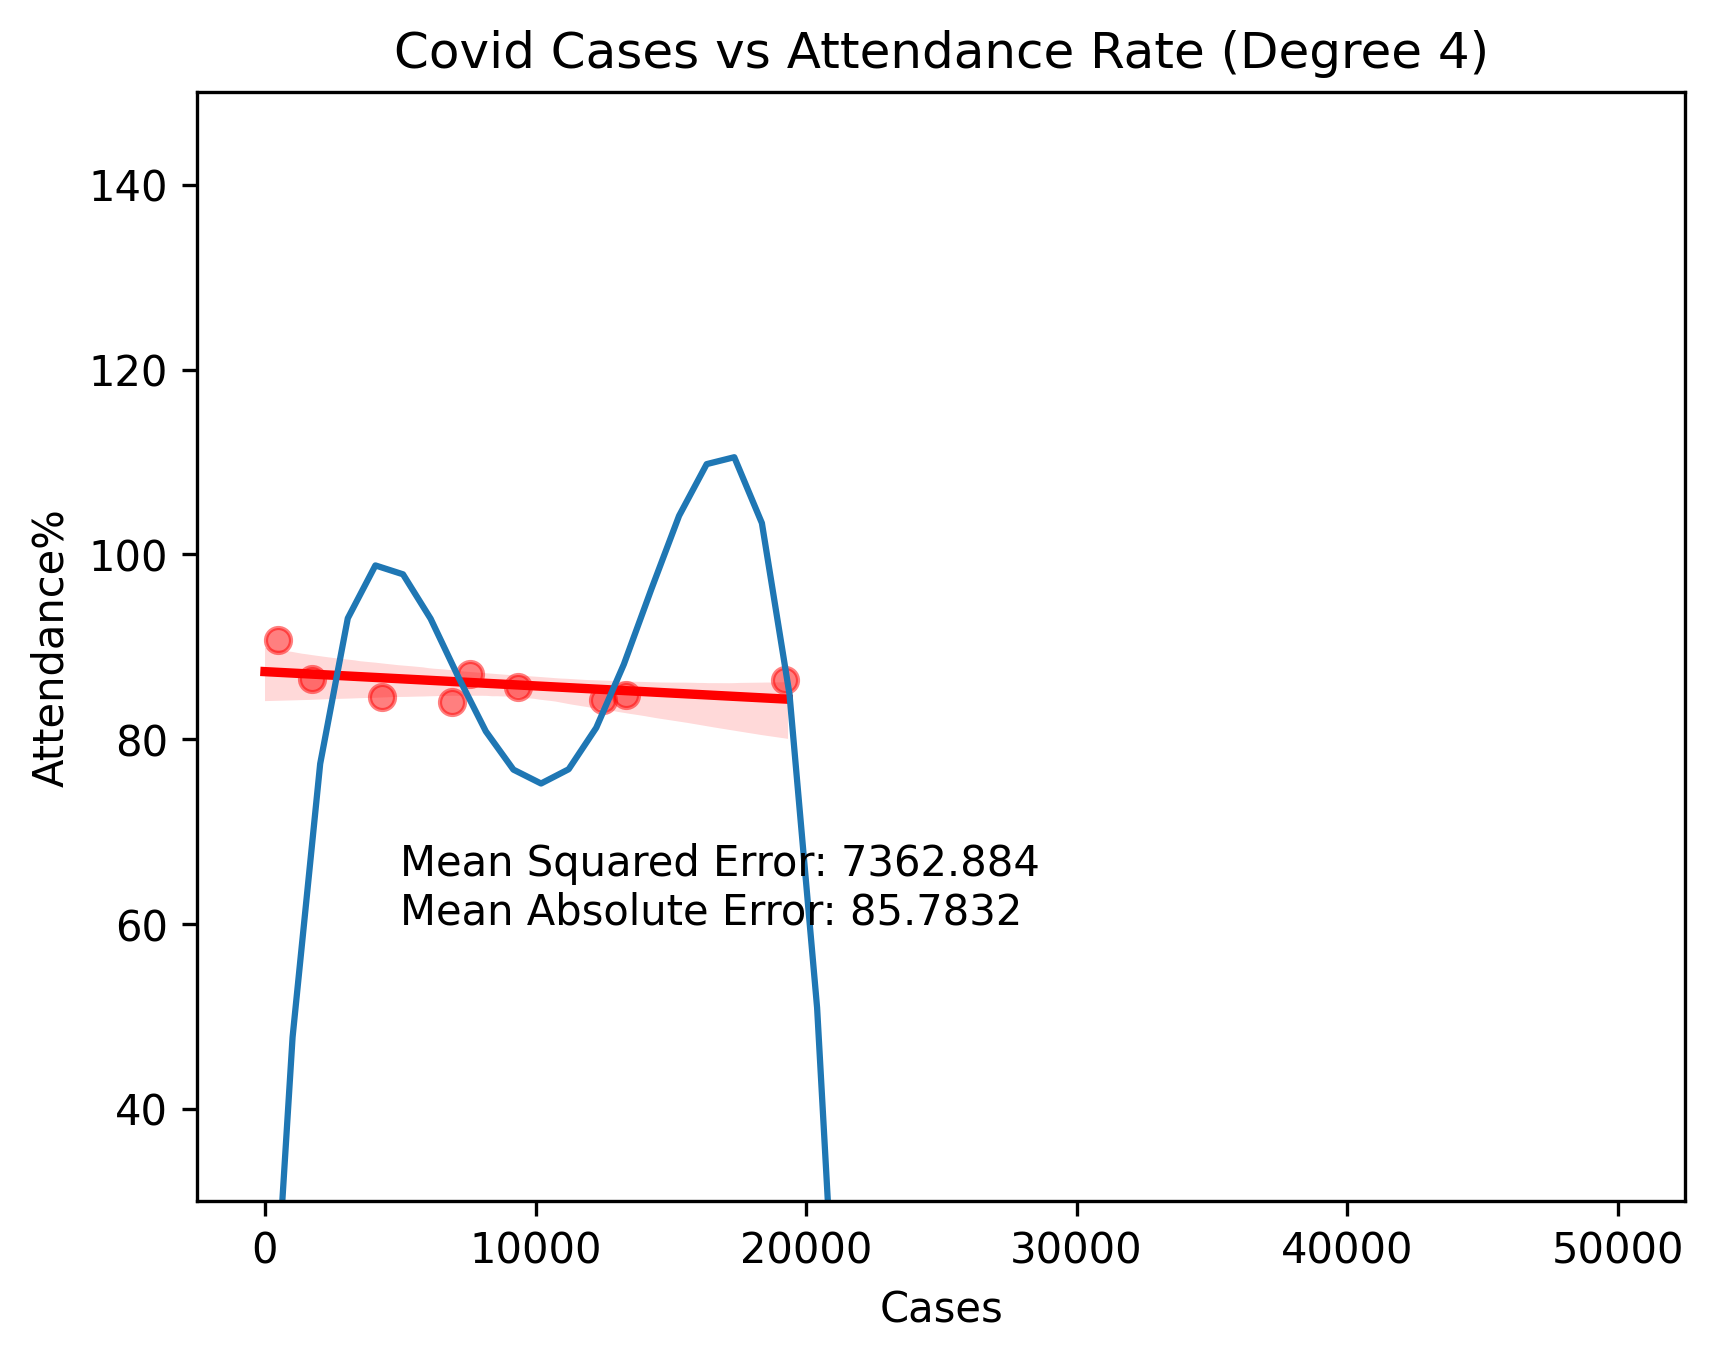 Covid Cases vs Attendance Rate (Degree 4)
140
120
100
80
60
40
Attendance%
Mean Squared Error: 7362.884
Mean Absolute Error: 85.7832
0 10000 20000 30000 40000 50000
Cases